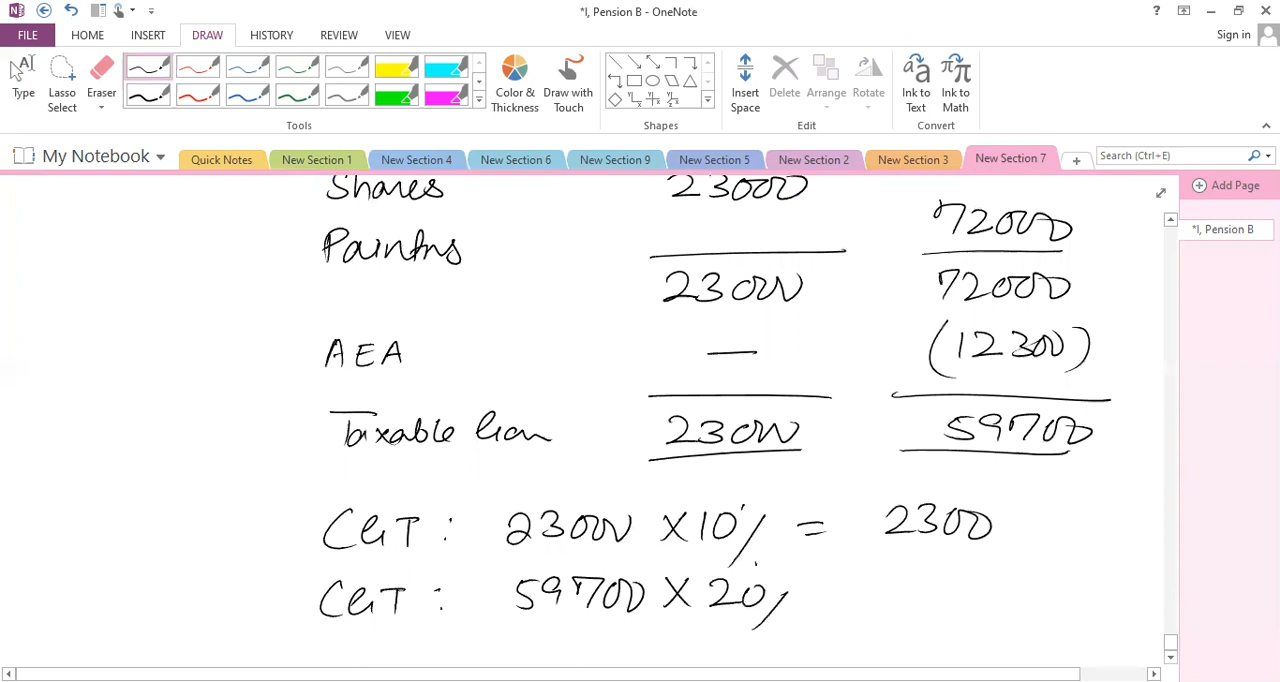 *I, Pension B - OneNote
?
FILE HOME INSERT DRAW HISTORY REVIEW VIEW
Sign in
Type Lasso Select Eraser Color & Thickness Draw with Touch Insert Space Delete Arrange Rotate Ink to Text Ink to Math
Tools Shapes Edit Convert
My Notebook Quick Notes New Section 1 New Section 4 New Section 6 New Section 9 New Section 5 New Section 2 New Section 3 New Section 7 + Search (Ctrl+E)
Add Page
*I, Pension B
Shares 23000
72000
Paintns
23000 72000
AEA — (12300)
Taxable Gain 23000 59700
CGT : 23000 X 10% = 2300
CGT : 59700 X 20%